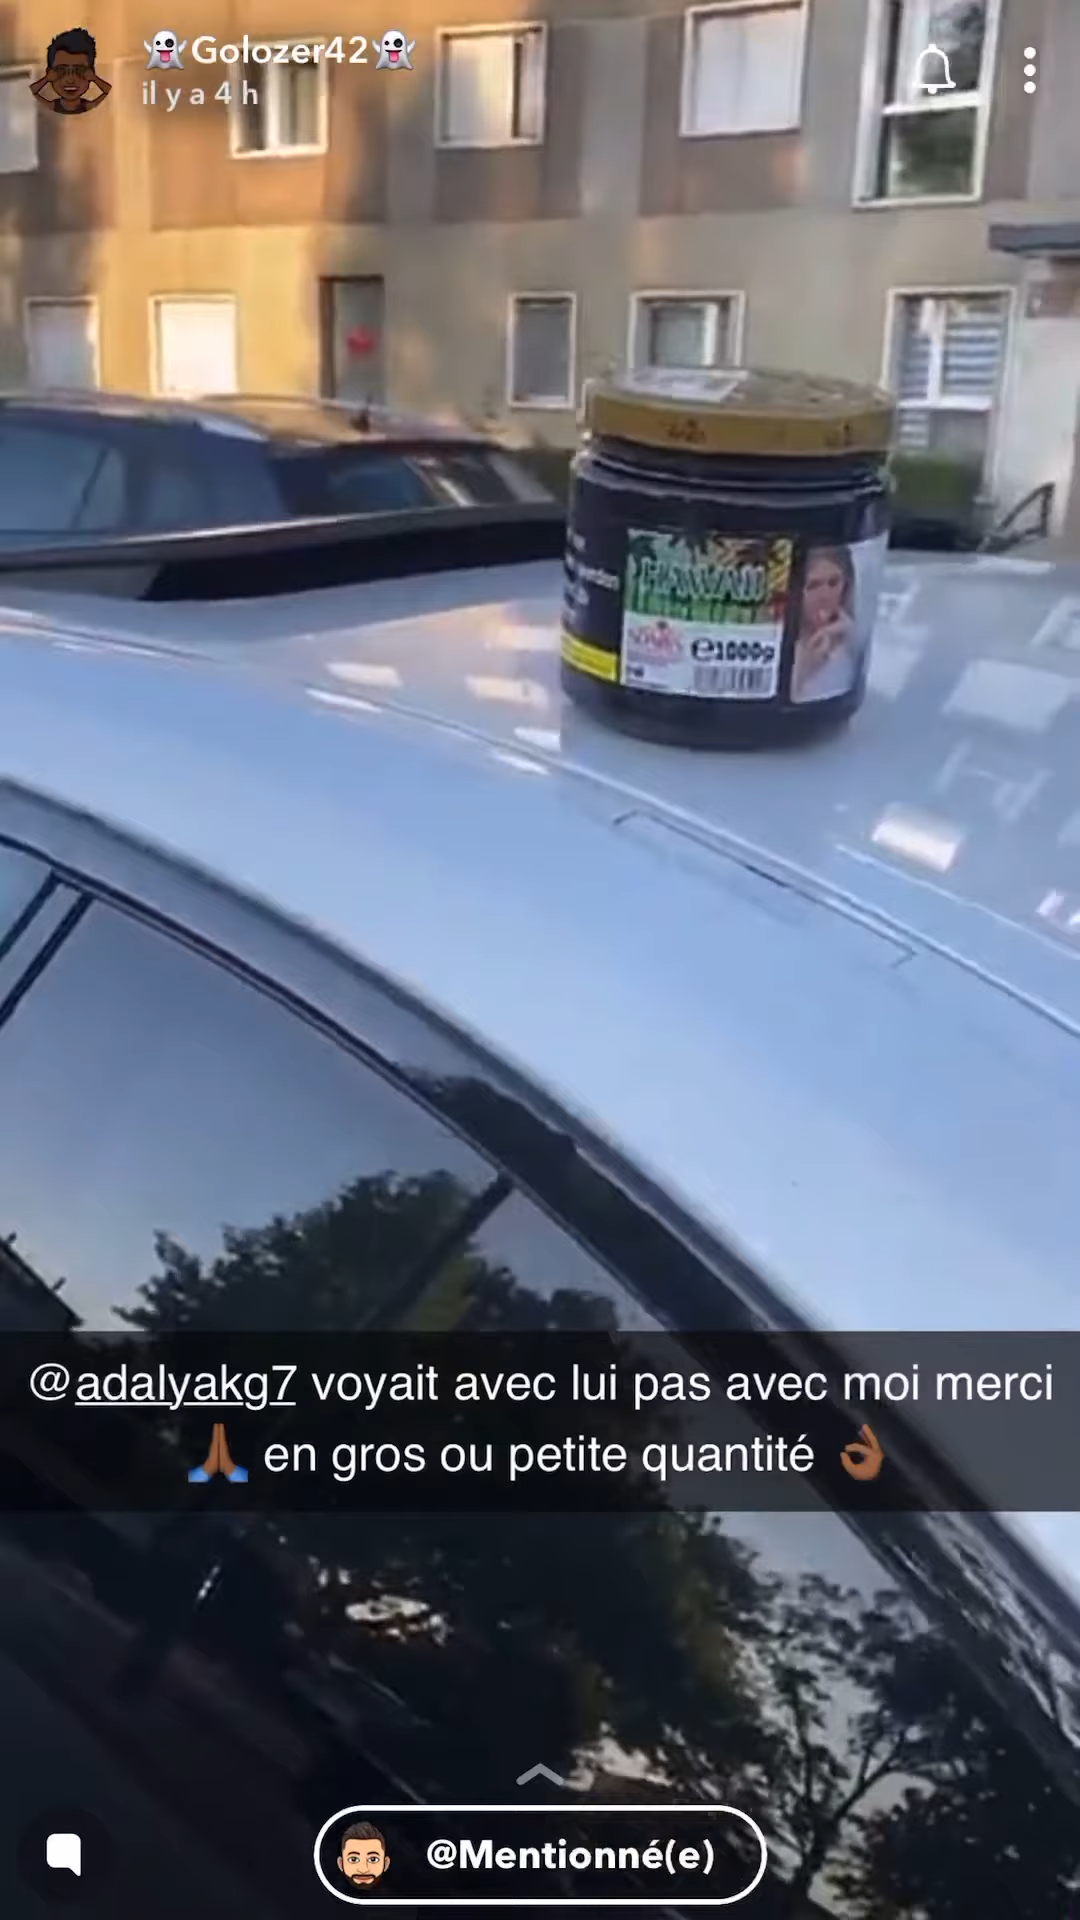 👻Golozer42👻
il y a 4 h
HAWAII
℮1000g
@adalyakg7 voyait avec lui pas avec moi merci
🙏🏾 en gros ou petite quantité 👌🏾
@Mentionné(e)